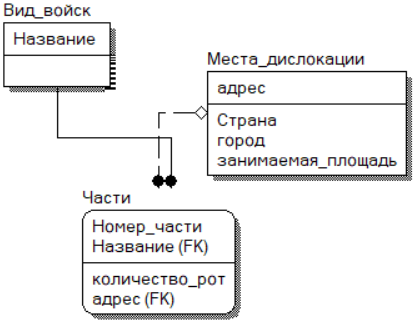 Вид_войск
Название
Места_дислокации
адрес
Страна
город
занимаемая_площадь
Части
Номер_части
Название (FK)
количество_рот
адрес (FK)